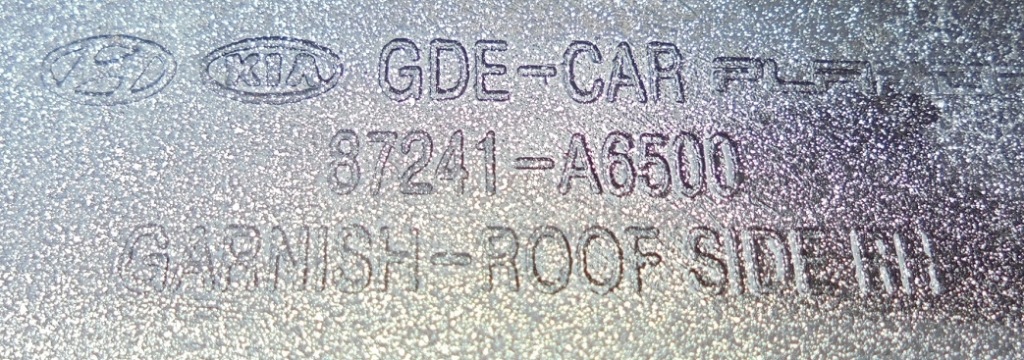 KIA GDE-CAR
87241-A6500
GARNISH-ROOF SIDE RH